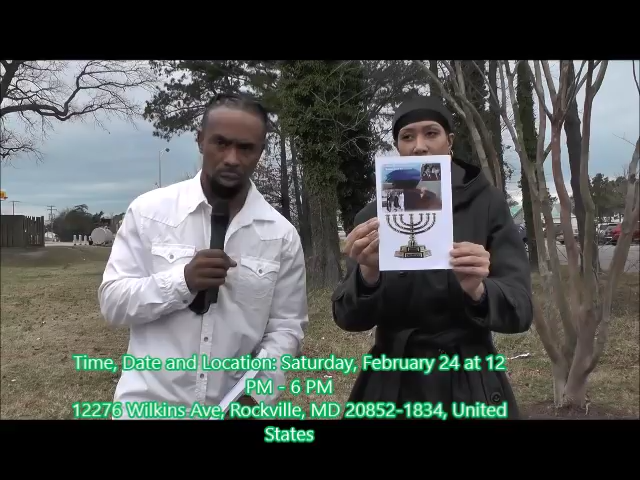 Time, Date and Location: Saturday, February 24 at 12
PM - 6 PM
12276 Wilkins Ave, Rockville, MD 20852-1834, United
States